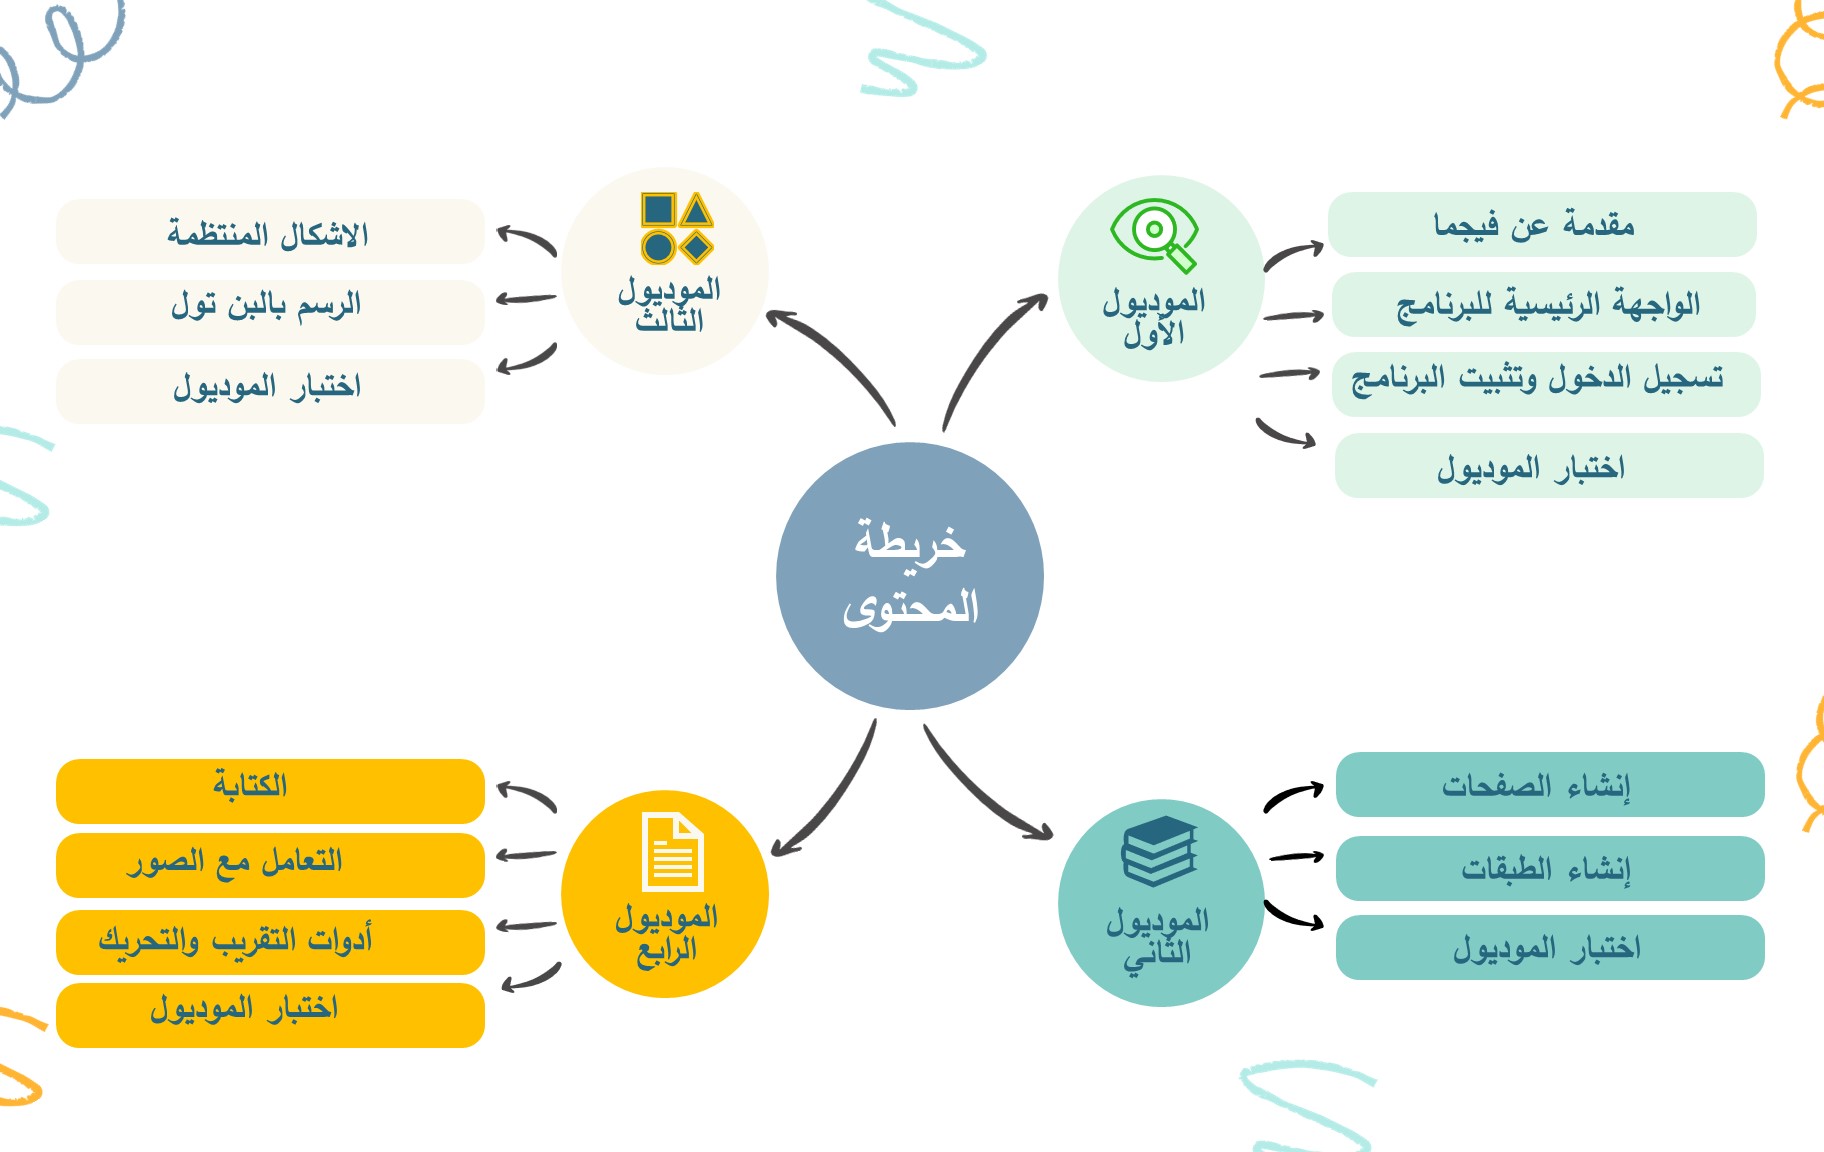 خريطة
المحتوى
الموديول
الأول
مقدمة عن فيجما
الواجهة الرئيسية للبرنامج
تسجيل الدخول وتثبيت البرنامج
اختبار الموديول
الموديول
الثاني
إنشاء الصفحات
إنشاء الطبقات
اختبار الموديول
الموديول
الثالث
الاشكال المنتظمة
الرسم بالبن تول
اختبار الموديول
الموديول
الرابع
الكتابة
التعامل مع الصور
أدوات التقريب والتحريك
اختبار الموديول